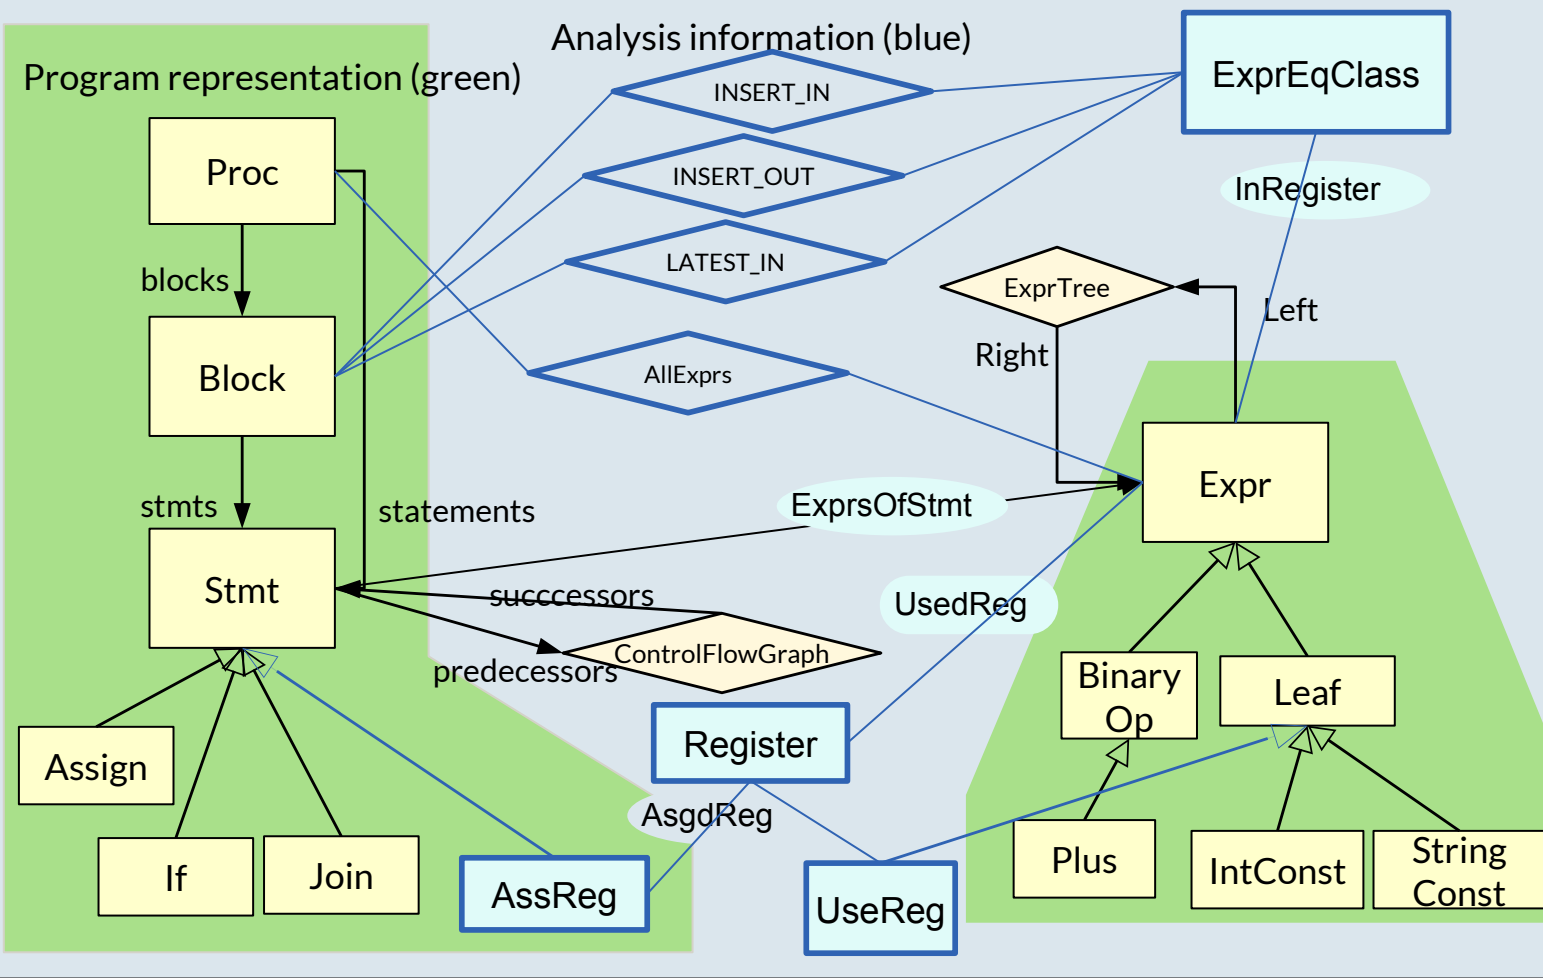 Analysis information (blue)
Program representation (green)
ExprEqClass
INSERT_IN
INSERT_OUT
LATEST_IN
AllExprs
InRegister
Proc
blocks
Block
stmts
statements
Stmt
ExprTree
Left
Right
Expr
ExprsOfStmt
UsedReg
succcessors
ControlFlowGraph
predecessors
Binary
Op
Leaf
Register
Assign
AsgdReg
If
Join
AssReg
UseReg
Plus
IntConst
String
Const